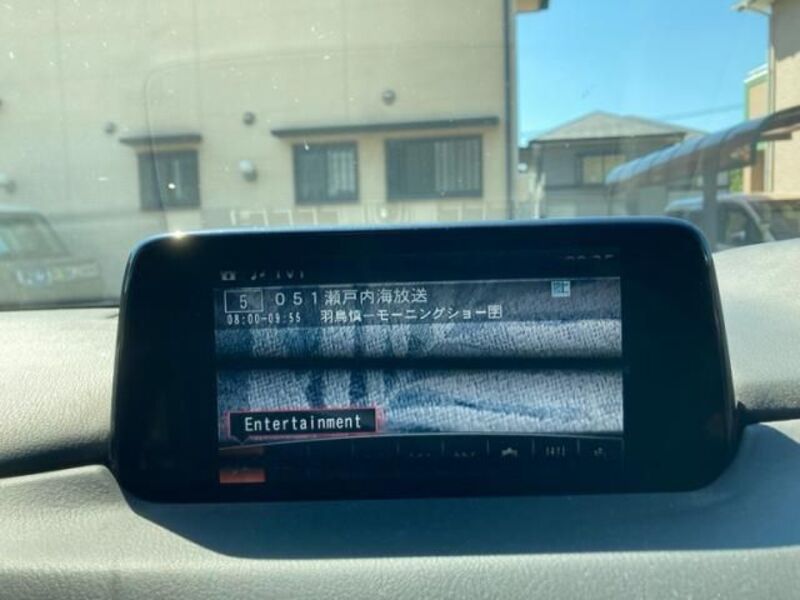 5 051瀬戸内海放送
08:00-09:55 羽鳥慎一モーニングショー🈑
Entertainment